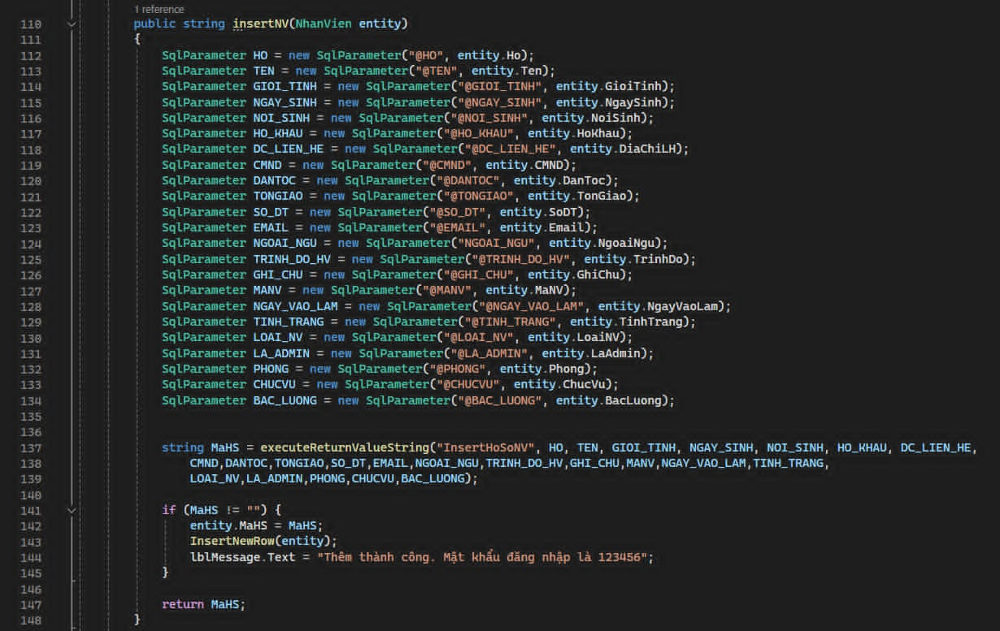 1 reference
110 public string insertNV(NhanVien entity)
111 {
112 SqlParameter HO = new SqlParameter("@HO", entity.Ho);
113 SqlParameter TEN = new SqlParameter("@TEN", entity.Ten);
114 SqlParameter GIOI_TINH = new SqlParameter("@GIOI_TINH", entity.GioiTinh);
115 SqlParameter NGAY_SINH = new SqlParameter("@NGAY_SINH", entity.NgaySinh);
116 SqlParameter NOI_SINH = new SqlParameter("@NOI_SINH", entity.NoiSinh);
117 SqlParameter HO_KHAU = new SqlParameter("@HO_KHAU", entity.HoKhau);
118 SqlParameter DC_LIEN_HE = new SqlParameter("@DC_LIEN_HE", entity.DiaChiLH);
119 SqlParameter CMND = new SqlParameter("@CMND", entity.CMND);
120 SqlParameter DANTOC = new SqlParameter("@DANTOC", entity.DanToc);
121 SqlParameter TONGIAO = new SqlParameter("@TONGIAO", entity.TonGiao);
122 SqlParameter SO_DT = new SqlParameter("@SO_DT", entity.SoDT);
123 SqlParameter EMAIL = new SqlParameter("@EMAIL", entity.Email);
124 SqlParameter NGOAI_NGU = new SqlParameter("NGOAI_NGU", entity.NgoaiNgu);
125 SqlParameter TRINH_DO_HV = new SqlParameter("@TRINH_DO_HV", entity.TrinhDo);
126 SqlParameter GHI_CHU = new SqlParameter("@GHI_CHU", entity.GhiChu);
127 SqlParameter MANV = new SqlParameter("@MANV", entity.MaNV);
128 SqlParameter NGAY_VAO_LAM = new SqlParameter("@NGAY_VAO_LAM", entity.NgayVaoLam);
129 SqlParameter TINH_TRANG = new SqlParameter("@TINH_TRANG", entity.TinhTrang);
130 SqlParameter LOAI_NV = new SqlParameter("@LOAI_NV", entity.LoaiNV);
131 SqlParameter LA_ADMIN = new SqlParameter("@LA_ADMIN", entity.LaAdmin);
132 SqlParameter PHONG = new SqlParameter("@PHONG", entity.Phong);
133 SqlParameter CHUCVU = new SqlParameter("@CHUCVU", entity.ChucVu);
134 SqlParameter BAC_LUONG = new SqlParameter("@BAC_LUONG", entity.BacLuong);
135
136
137 string MaHS = executeReturnValueString("InsertHoSoNV", HO, TEN, GIOI_TINH, NGAY_SINH, NOI_SINH, HO_KHAU, DC_LIEN_HE,
138 CMND,DANTOC,TONGIAO,SO_DT,EMAIL,NGOAI_NGU,TRINH_DO_HV,GHI_CHU,MANV,NGAY_VAO_LAM,TINH_TRANG,
139 LOAI_NV,LA_ADMIN,PHONG,CHUCVU,BAC_LUONG);
140
141 if (MaHS != "") {
142 entity.MaHS = MaHS;
143 InsertNewRow(entity);
144 lblMessage.Text = "Thêm thành công. Mật khẩu đăng nhập là 123456";
145 }
146
147 return MaHS;
148 }